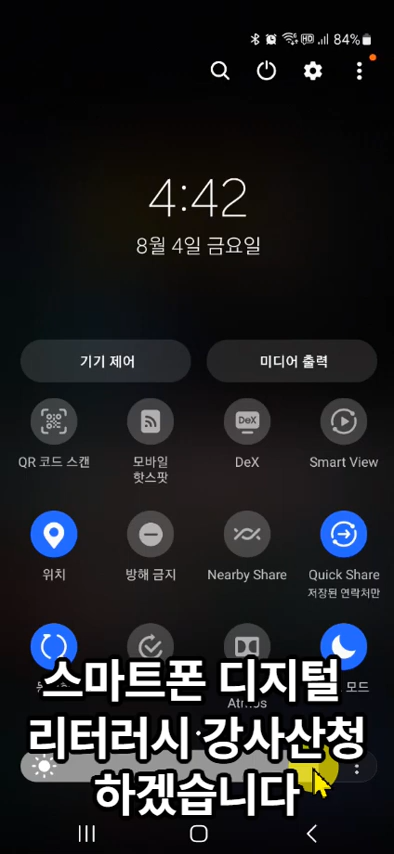 HD 84%
4:42
8월 4일 금요일
기기 제어
미디어 출력
QR 코드 스캔
모바일
핫스팟
DeX
DeX
Smart View
위치
방해 금지
Nearby Share
Quick Share
저장된 연락처만
모드
Atmos
스마트폰 디지털
리터러시·강사산청
하겠습니다